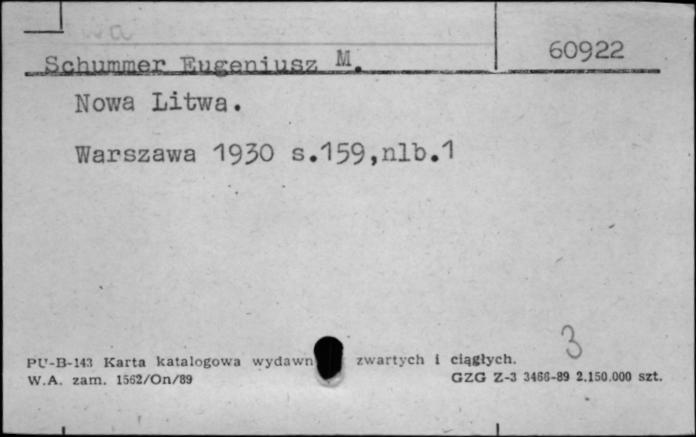 60922
Schummer Eugeniusz M.
Nowa Litwa.
Warszawa 1930 s.159,nlb.1
3
PU-B-143 Karta katalogowa wydawn zwartych i ciągłych.
W.A. zam. 1562/On/89 GZG Z-3 3466-89 2.150.000 szt.